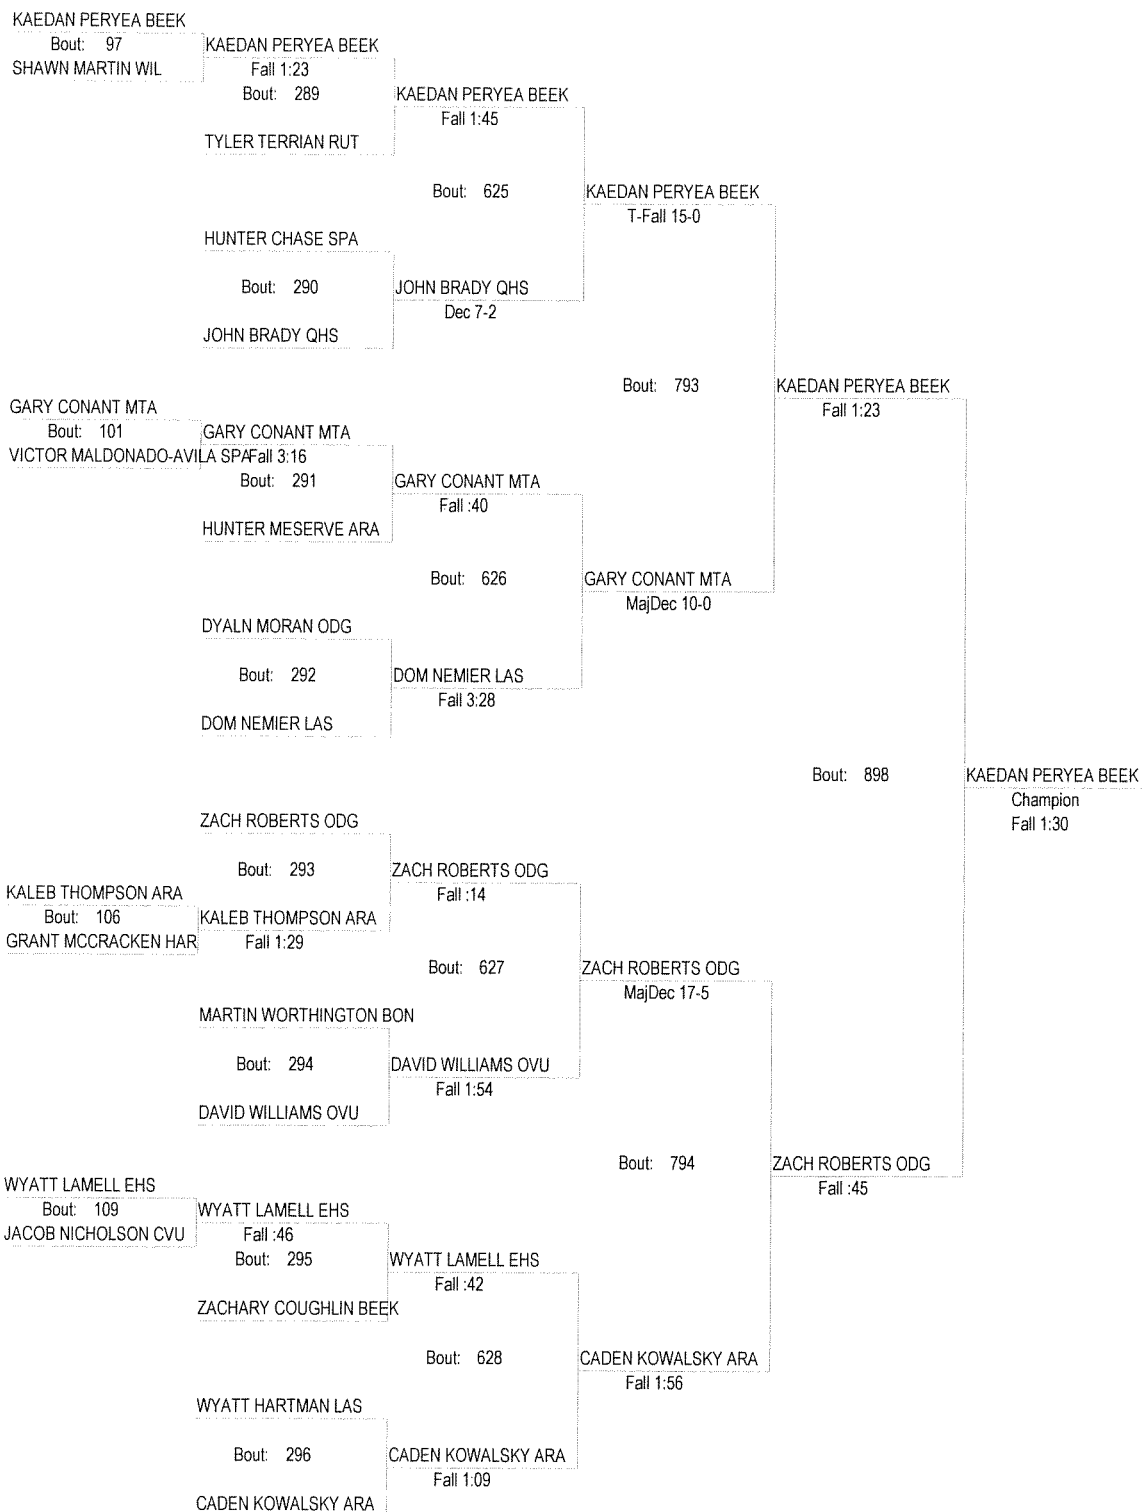 KAEDAN PERYEA BEEK
Bout: 97
KAEDAN PERYEA BEEK
SHAWN MARTIN WIL
Fall 1:23
Bout: 289
KAEDAN PERYEA BEEK
Fall 1:45
TYLER TERRIAN RUT
Bout: 625
KAEDAN PERYEA BEEK
T-Fall 15-0
HUNTER CHASE SPA
Bout: 290
JOHN BRADY QHS
Dec 7-2
JOHN BRADY QHS
Bout: 793
KAEDAN PERYEA BEEK
Fall 1:23
GARY CONANT MTA
Bout: 101
GARY CONANT MTA
VICTOR MALDONADO-AVILA SPA
Fall 3:16
Bout: 291
GARY CONANT MTA
Fall :40
HUNTER MESERVE ARA
Bout: 626
GARY CONANT MTA
MajDec 10-0
DYALN MORAN ODG
Bout: 292
DOM NEMIER LAS
Fall 3:28
DOM NEMIER LAS
Bout: 898
KAEDAN PERYEA BEEK
Champion
Fall 1:30
ZACH ROBERTS ODG
Bout: 293
ZACH ROBERTS ODG
Fall :14
KALEB THOMPSON ARA
Bout: 106
KALEB THOMPSON ARA
GRANT MCCRACKEN HAR
Fall 1:29
Bout: 627
ZACH ROBERTS ODG
MajDec 17-5
MARTIN WORTHINGTON BON
Bout: 294
DAVID WILLIAMS OVU
Fall 1:54
DAVID WILLIAMS OVU
Bout: 794
ZACH ROBERTS ODG
Fall :45
WYATT LAMELL EHS
Bout: 109
WYATT LAMELL EHS
JACOB NICHOLSON CVU
Fall :46
Bout: 295
WYATT LAMELL EHS
Fall :42
ZACHARY COUGHLIN BEEK
Bout: 628
CADEN KOWALSKY ARA
Fall 1:56
WYATT HARTMAN LAS
Bout: 296
CADEN KOWALSKY ARA
Fall 1:09
CADEN KOWALSKY ARA